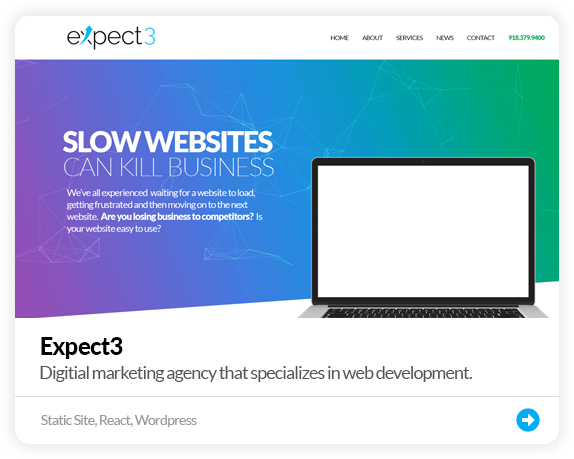 expect3
HOME ABOUT SERVICES NEWS CONTACT 918.379.9400
SLOW WEBSITES
CAN KILL BUSINESS
We've all experienced waiting for a website to load,
getting frustrated and then moving on to the next
website. Are you losing business to competitors? Is
your website easy to use?
Expect3
Digitial marketing agency that specializes in web development.
Static Site, React, Wordpress